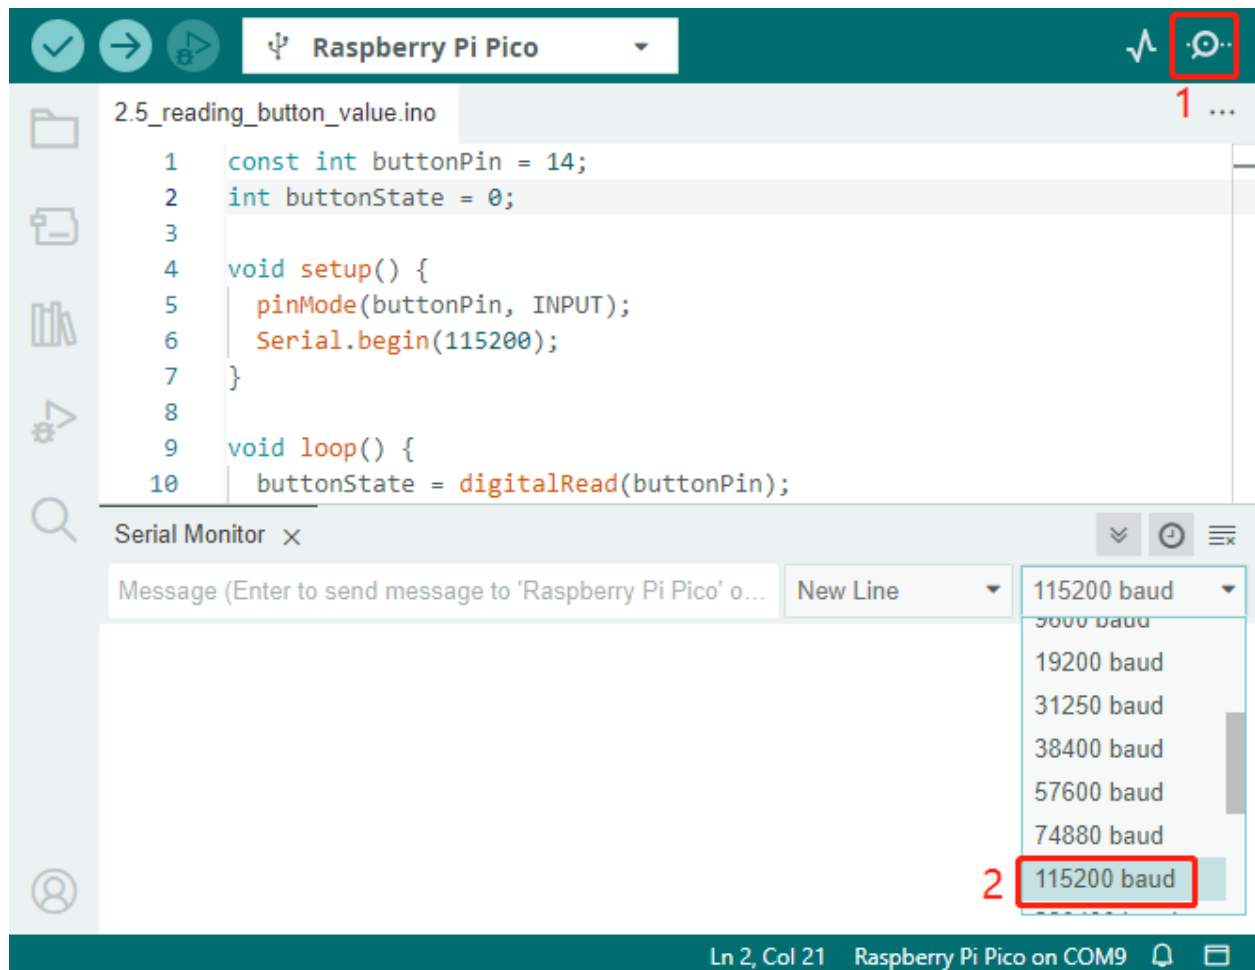 Raspberry Pi Pico
1
2.5_reading_button_value.ino
1 const int buttonPin = 14;
2 int buttonState = 0;
3
4 void setup() {
5 pinMode(buttonPin, INPUT);
6 Serial.begin(115200);
7 }
8
9 void loop() {
10 buttonState = digitalRead(buttonPin);
Serial Monitor
Message (Enter to send message to 'Raspberry Pi Pico' o... New Line 115200 baud
9600 baud
19200 baud
31250 baud
38400 baud
57600 baud
74880 baud
2 115200 baud
Ln 2, Col 21 Raspberry Pi Pico on COM9